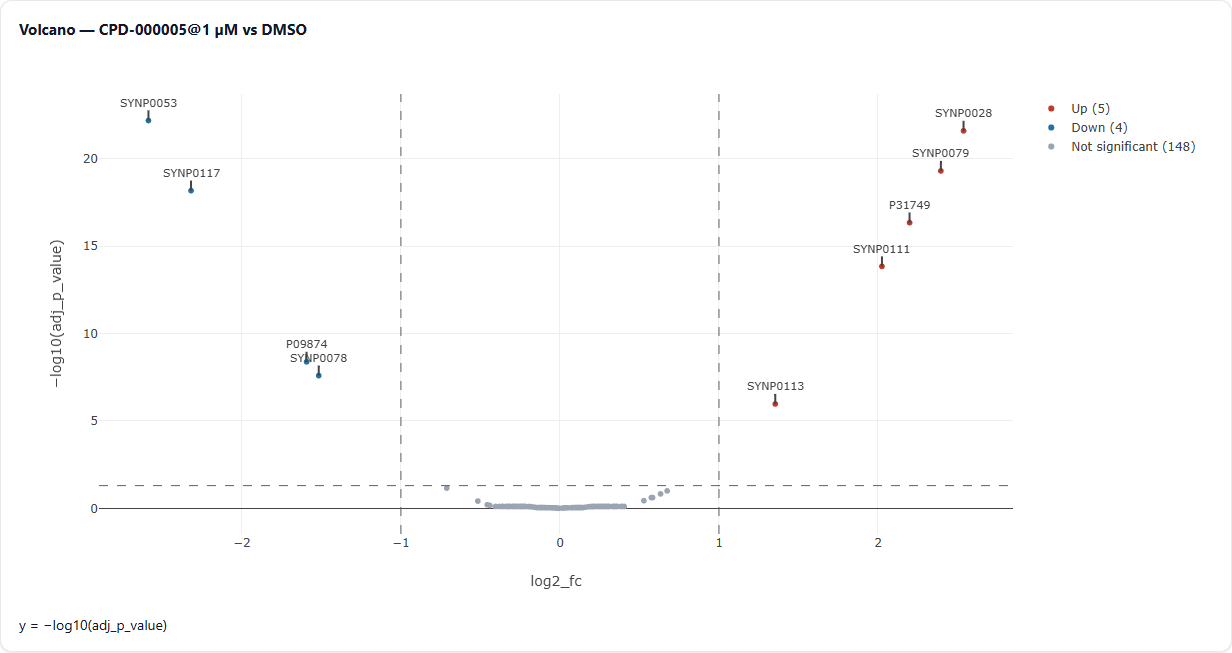 Volcano — CPD-000005@1 µM vs DMSO
SYNP0053
SYNP0028
Up (5)
Down (4)
Not significant (148)
SYNP0079
20
SYNP0117
P31749
SYNP0111
15
−log10(adj_p_value)
10
P09874
SYNP0078
SYNP0113
5
0
−2
−1
0
1
2
log2_fc
y = −log10(adj_p_value)